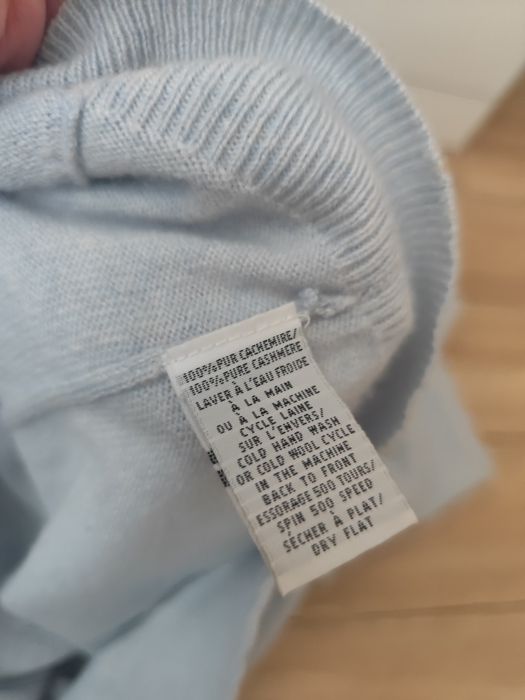 100% PUR CACHEMIRE/
100% PURE CASHMERE
LAVER À L'EAU FROIDE
À LA MAIN
OU À LA MACHINE
CYCLE LAINE
SUR L'ENVERS/
COLD HAND WASH
OR COLD WOOL CYCLE
IN THE MACHINE
BACK TO FRONT
ESSORAGE 500 TOURS/
SPIN 500 SPEED
SÉCHER À PLAT/
DRY FLAT